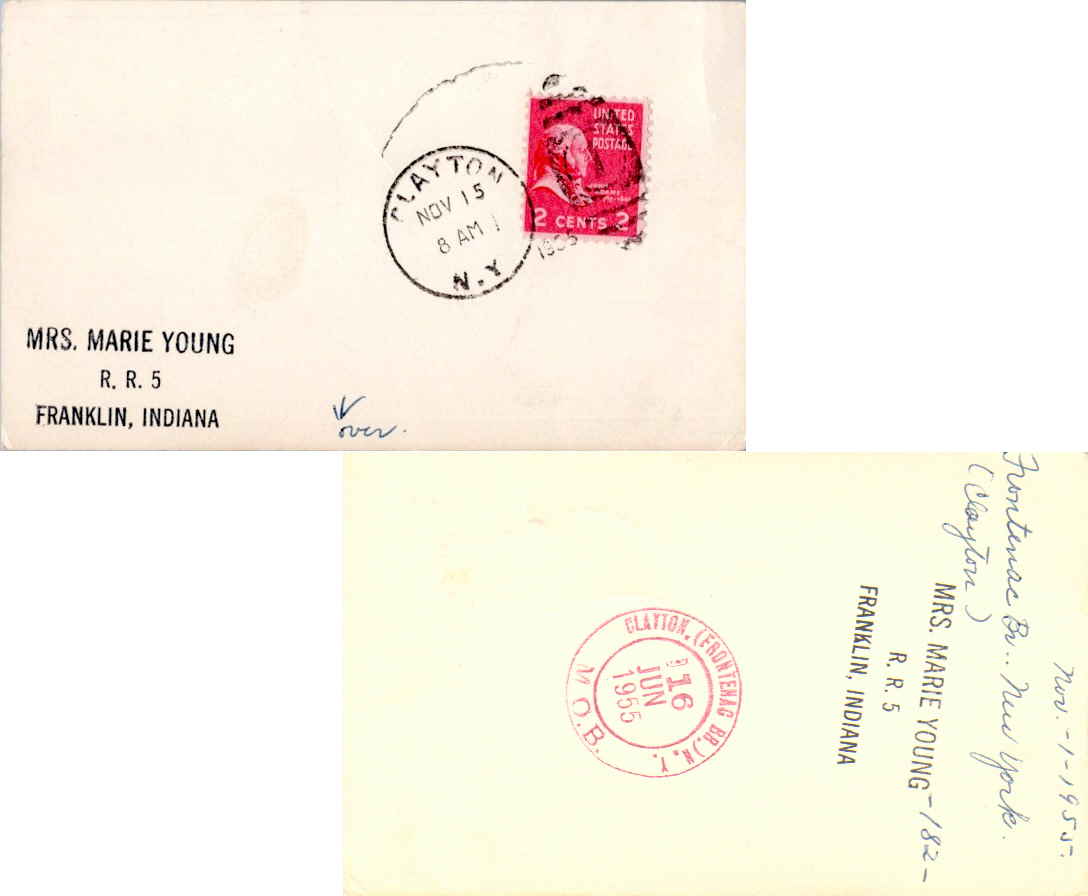 UNITED
STATES
POSTAGE
JOHN
ADAMS
2 CENTS 2
CLAYTON
NOV 15
8 AM
1955
N.Y
MRS. MARIE YOUNG
R. R. 5
FRANKLIN, INDIANA
over.
Nov. -1-1955.
Frontenac Br.. New York.
(Clayton)
MRS. MARIE YOUNG -182-
R. R. 5
FRANKLIN, INDIANA
CLAYTON, (FRONTENAC BR.) N. Y.
16
JUN
1955
M.O.B.